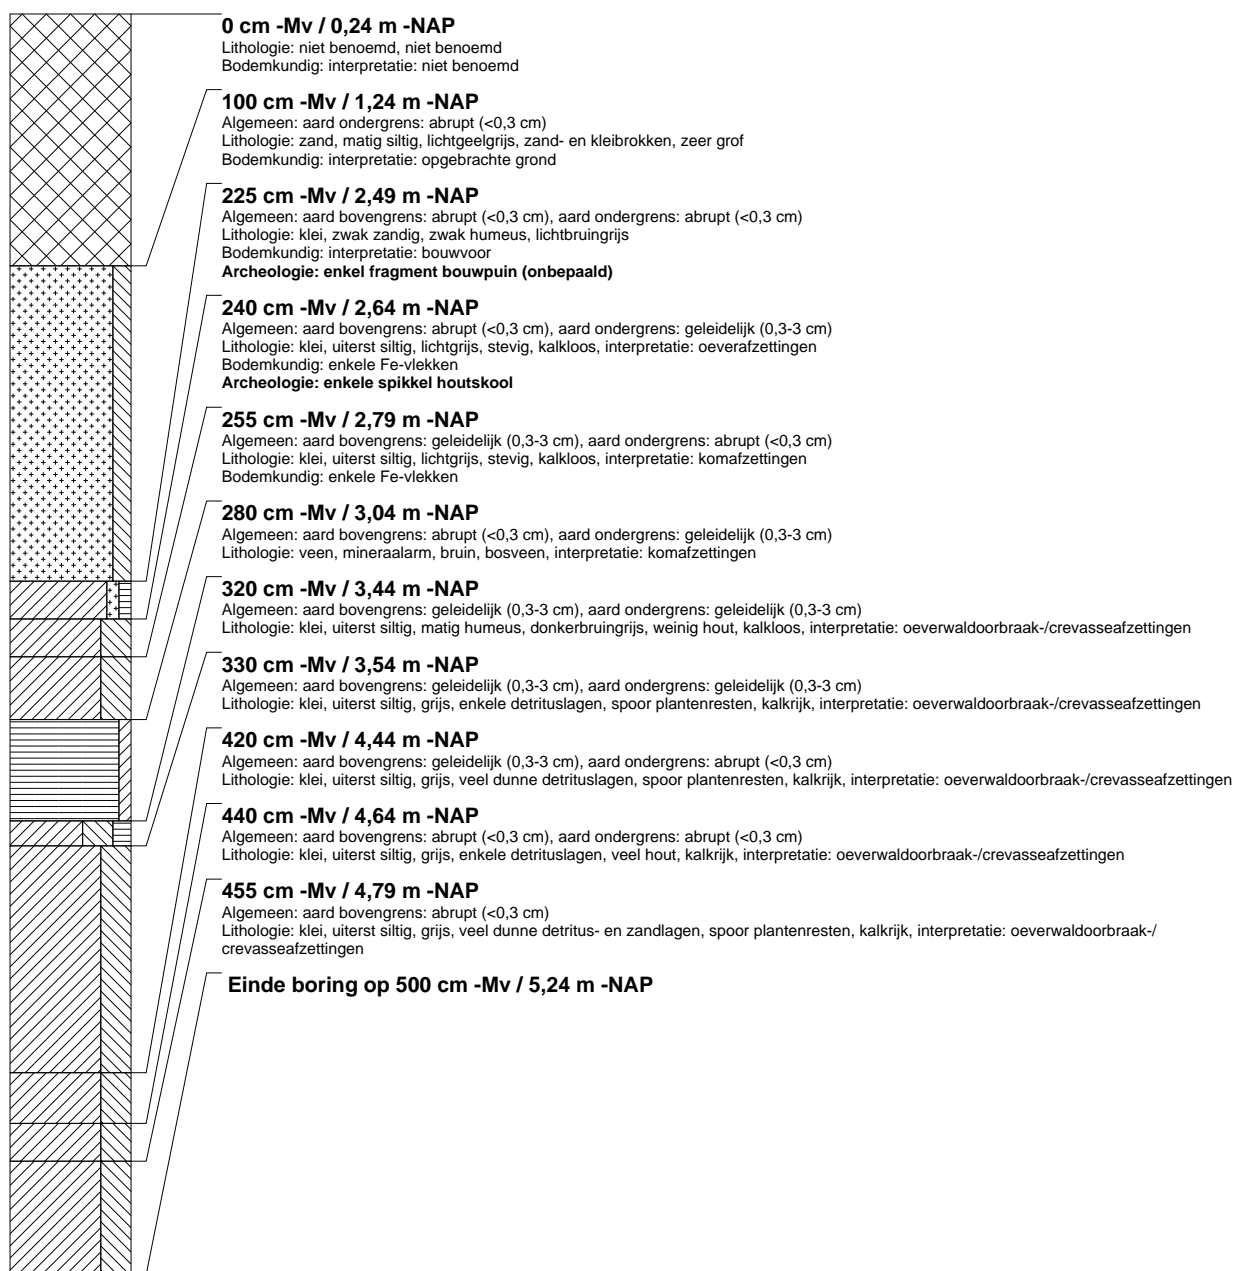 0 cm -Mv / 0,24 m -NAP
Lithologie: niet benoemd, niet benoemd
Bodemkundig: interpretatie: niet benoemd
100 cm -Mv / 1,24 m -NAP
Algemeen: aard ondergrens: abrupt (<0,3 cm)
Lithologie: zand, matig siltig, lichtgeelgrijs, zand- en kleibrokken, zeer grof
Bodemkundig: interpretatie: opgebrachte grond
225 cm -Mv / 2,49 m -NAP
Algemeen: aard bovengrens: abrupt (<0,3 cm), aard ondergrens: abrupt (<0,3 cm)
Lithologie: klei, zwak zandig, zwak humeus, lichtbruingrijs
Bodemkundig: interpretatie: bouwvoor
Archeologie: enkel fragment bouwpuin (onbepaald)
240 cm -Mv / 2,64 m -NAP
Algemeen: aard bovengrens: abrupt (<0,3 cm), aard ondergrens: geleidelijk (0,3-3 cm)
Lithologie: klei, uiterst siltig, lichtgrijs, stevig, kalkloos, interpretatie: oeverafzettingen
Bodemkundig: enkele Fe-vlekken
Archeologie: enkele spikkel houtskool
255 cm -Mv / 2,79 m -NAP
Algemeen: aard bovengrens: geleidelijk (0,3-3 cm), aard ondergrens: abrupt (<0,3 cm)
Lithologie: klei, uiterst siltig, lichtgrijs, stevig, kalkloos, interpretatie: komafzettingen
Bodemkundig: enkele Fe-vlekken
280 cm -Mv / 3,04 m -NAP
Algemeen: aard bovengrens: abrupt (<0,3 cm), aard ondergrens: geleidelijk (0,3-3 cm)
Lithologie: veen, mineraalarm, bruin, bosveen, interpretatie: komafzettingen
320 cm -Mv / 3,44 m -NAP
Algemeen: aard bovengrens: geleidelijk (0,3-3 cm), aard ondergrens: geleidelijk (0,3-3 cm)
Lithologie: klei, uiterst siltig, matig humeus, donkerbruingrijs, weinig hout, kalkloos, interpretatie: oeverwaldoorbraak-/crevasseafzettingen
330 cm -Mv / 3,54 m -NAP
Algemeen: aard bovengrens: geleidelijk (0,3-3 cm), aard ondergrens: geleidelijk (0,3-3 cm)
Lithologie: klei, uiterst siltig, grijs, enkele detrituslagen, spoor plantenresten, kalkrijk, interpretatie: oeverwaldoorbraak-/crevasseafzettingen
420 cm -Mv / 4,44 m -NAP
Algemeen: aard bovengrens: geleidelijk (0,3-3 cm), aard ondergrens: abrupt (<0,3 cm)
Lithologie: klei, uiterst siltig, grijs, veel dunne detrituslagen, spoor plantenresten, kalkrijk, interpretatie: oeverwaldoorbraak-/crevasseafzettingen
440 cm -Mv / 4,64 m -NAP
Algemeen: aard bovengrens: abrupt (<0,3 cm), aard ondergrens: abrupt (<0,3 cm)
Lithologie: klei, uiterst siltig, grijs, enkele detrituslagen, veel hout, kalkrijk, interpretatie: oeverwaldoorbraak-/crevasseafzettingen
455 cm -Mv / 4,79 m -NAP
Algemeen: aard bovengrens: abrupt (<0,3 cm)
Lithologie: klei, uiterst siltig, grijs, veel dunne detritus- en zandlagen, spoor plantenresten, kalkrijk, interpretatie: oeverwaldoorbraak-/
crevasseafzettingen
Einde boring op 500 cm -Mv / 5,24 m -NAP